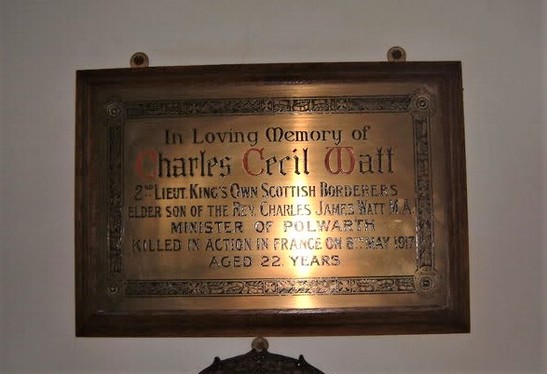 In Loving Memory of
Charles Cecil Watt
2ND LIEUT. KING'S OWN SCOTTISH BORDERERS
ELDER SON OF THE REV. CHARLES JAMES WATT M.A.
MINISTER OF POLWARTH
KILLED IN ACTION IN FRANCE ON 8TH MAY 1917
AGED 22 YEARS